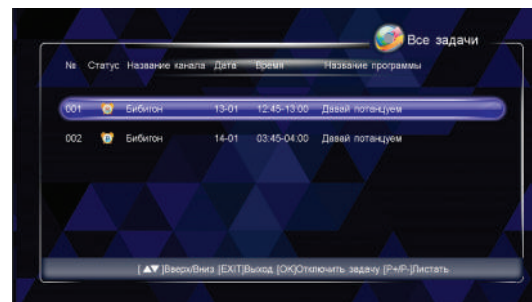 Все задачи
№ Статус Название канала Дата Время Название программы
001 Бибигон 13-01 12:45-13:00 Давай потанцуем
002 Бибигон 14-01 03:45-04:00 Давай потанцуем
[ ▲▼ ]Вверх/Вниз [EXIT]Выход [OK]Отключить задачу [P+/P-]Листать